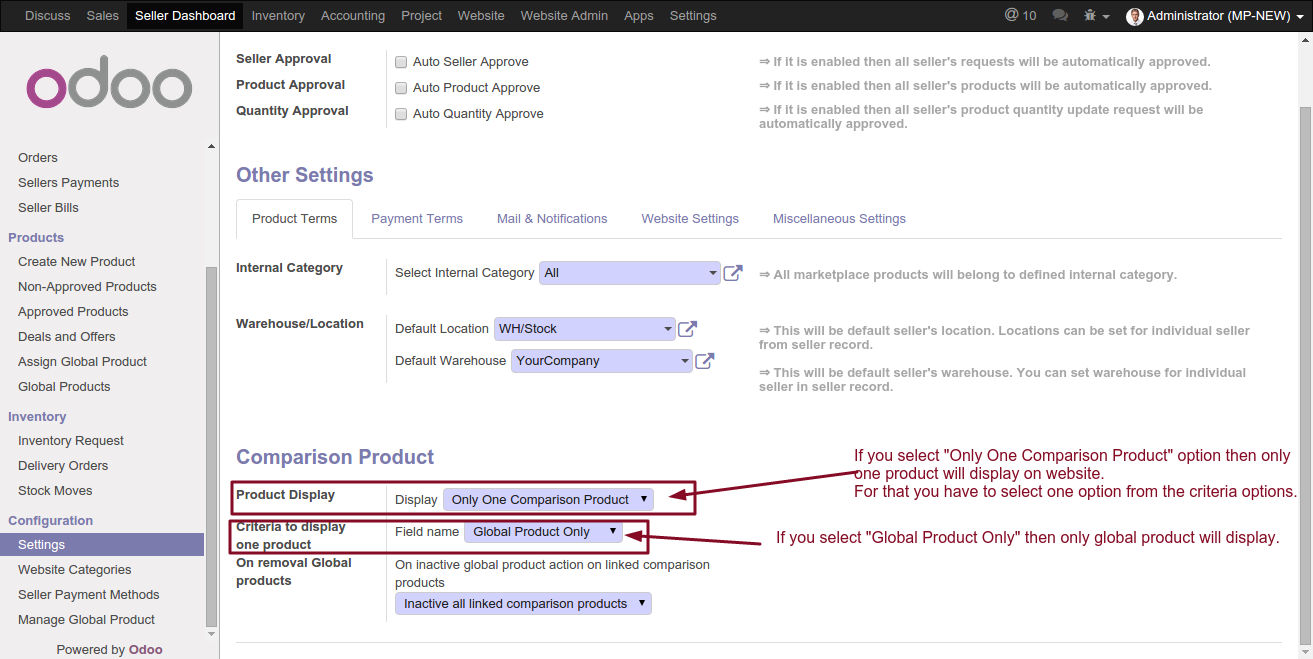 Discuss Sales Seller Dashboard Inventory Accounting Project Website Website Admin Apps Settings @ 10 Administrator (MP-NEW)
odoo
Orders
Sellers Payments
Seller Bills
Products
Create New Product
Non-Approved Products
Approved Products
Deals and Offers
Assign Global Product
Global Products
Inventory
Inventory Request
Delivery Orders
Stock Moves
Configuration
Settings
Website Categories
Seller Payment Methods
Manage Global Product
Powered by Odoo
Seller Approval Auto Seller Approve ⇒ If it is enabled then all seller's requests will be automatically approved.
Product Approval Auto Product Approve ⇒ If it is enabled then all seller's products will be automatically approved.
Quantity Approval Auto Quantity Approve ⇒ If it is enabled then all seller's product quantity update request will be
automatically approved.
Other Settings
Product Terms Payment Terms Mail & Notifications Website Settings Miscellaneous Settings
Internal Category Select Internal Category All ⇒ All marketplace products will belong to defined internal category.
Warehouse/Location Default Location WH/Stock ⇒ This will be default seller's location. Locations can be set for individual seller
from seller record.
Default Warehouse YourCompany ⇒ This will be default seller's warehouse. You can set warehouse for individual
seller in seller record.
Comparison Product
If you select "Only One Comparison Product" option then only
one product will display on website.
For that you have to select one option from the criteria options.
Product Display Display Only One Comparison Product
Criteria to display
one product
Field name Global Product Only
If you select "Global Product Only" then only global product will display.
On removal Global
products
On inactive global product action on linked comparison
products
Inactive all linked comparison products